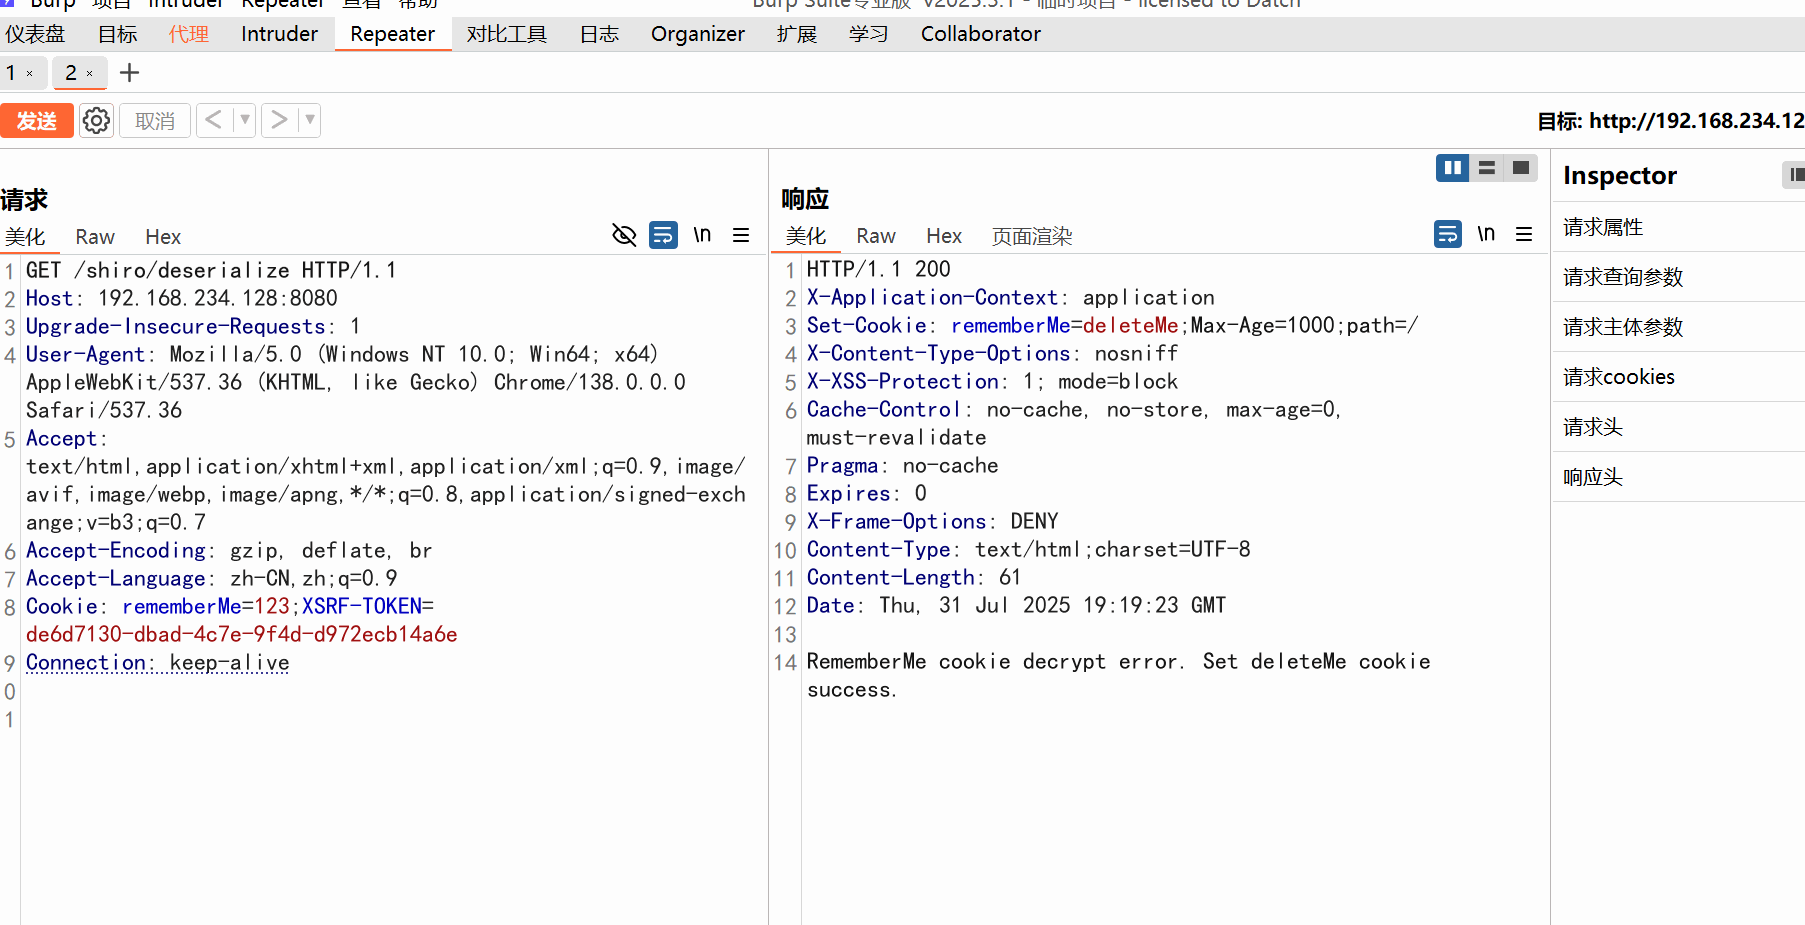 Burp 项目 Intruder Repeater 查看 帮助
仪表盘 目标 代理 Intruder Repeater 对比工具 日志 Organizer 扩展 学习 Collaborator
1 × 2 × +
发送 取消 < ▼ > ▼
目标: http://192.168.234.12
请求
美化 Raw Hex \n
1 GET /shiro/deserialize HTTP/1.1
2 Host: 192.168.234.128:8080
3 Upgrade-Insecure-Requests: 1
4 User-Agent: Mozilla/5.0 (Windows NT 10.0; Win64; x64)
AppleWebKit/537.36 (KHTML, like Gecko) Chrome/138.0.0.0
Safari/537.36
5 Accept:
text/html,application/xhtml+xml,application/xml;q=0.9,image/
avif,image/webp,image/apng,*/*;q=0.8,application/signed-exch
ange;v=b3;q=0.7
6 Accept-Encoding: gzip, deflate, br
7 Accept-Language: zh-CN,zh;q=0.9
8 Cookie: rememberMe=123;XSRF-TOKEN=
de6d7130-dbad-4c7e-9f4d-d972ecb14a6e
9 Connection: keep-alive
0
1
响应
美化 Raw Hex 页面渲染 \n
1 HTTP/1.1 200
2 X-Application-Context: application
3 Set-Cookie: rememberMe=deleteMe;Max-Age=1000;path=/
4 X-Content-Type-Options: nosniff
5 X-XSS-Protection: 1; mode=block
6 Cache-Control: no-cache, no-store, max-age=0,
must-revalidate
7 Pragma: no-cache
8 Expires: 0
9 X-Frame-Options: DENY
10 Content-Type: text/html;charset=UTF-8
11 Content-Length: 61
12 Date: Thu, 31 Jul 2025 19:19:23 GMT
13
14 RememberMe cookie decrypt error. Set deleteMe cookie
success.
Inspector
请求属性
请求查询参数
请求主体参数
请求cookies
请求头
响应头